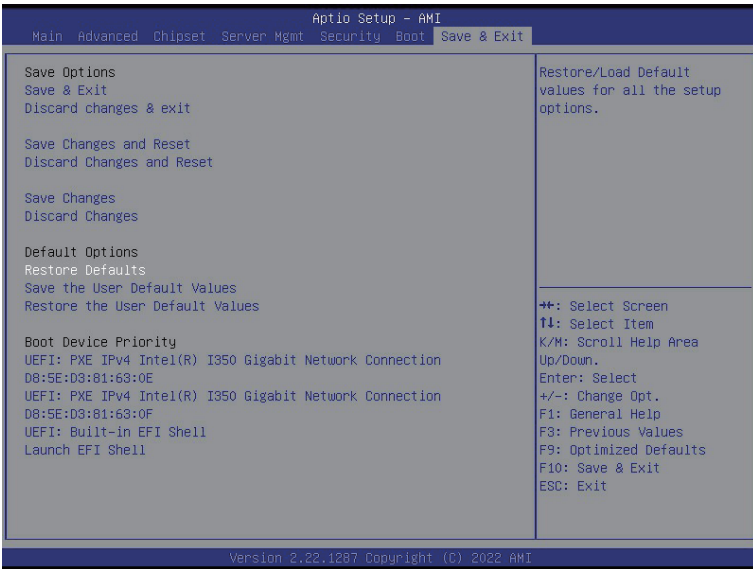 Aptio Setup – AMI
Main Advanced Chipset Server Mgmt Security Boot Save & Exit
Save Options
Save & Exit
Discard changes & exit
Save Changes and Reset
Discard Changes and Reset
Save Changes
Discard Changes
Default Options
Restore Defaults
Save the User Default Values
Restore the User Default Values
Boot Device Priority
UEFI: PXE IPv4 Intel(R) I350 Gigabit Network Connection
D8:5E:D3:81:63:0E
UEFI: PXE IPv4 Intel(R) I350 Gigabit Network Connection
D8:5E:D3:81:63:0F
UEFI: Built-in EFI Shell
Launch EFI Shell
Restore/Load Default
values for all the setup
options.
→←: Select Screen
↑↓: Select Item
K/M: Scroll Help Area
Up/Down.
Enter: Select
+/-: Change Opt.
F1: General Help
F3: Previous Values
F9: Optimized Defaults
F10: Save & Exit
ESC: Exit
Version 2.22.1287 Copyright (C) 2022 AMI